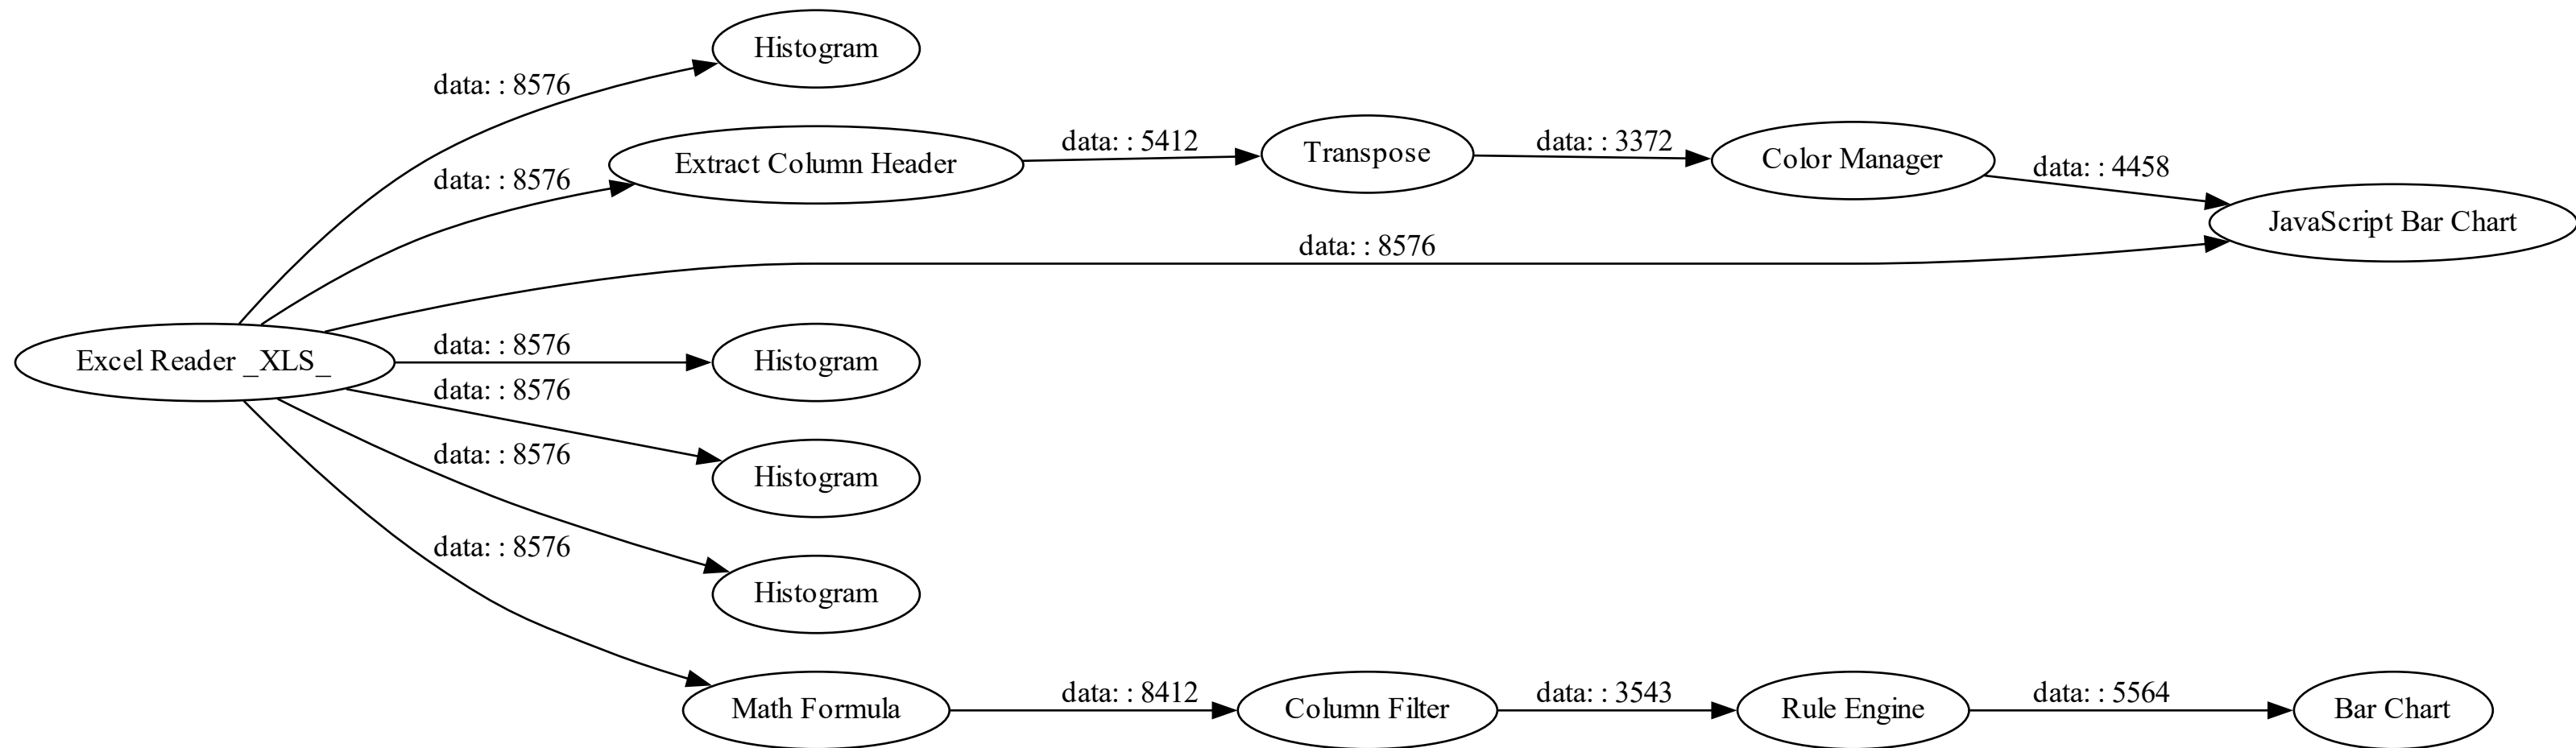 Histogram
data: : 8576
Extract Column Header
data: : 5412
Transpose
data: : 3372
Color Manager
data: : 4458
data: : 8576
JavaScript Bar Chart
data: : 8576
Excel Reader _XLS_
data: : 8576
Histogram
data: : 8576
Histogram
data: : 8576
Histogram
data: : 8576
Math Formula
data: : 8412
Column Filter
data: : 3543
Rule Engine
data: : 5564
Bar Chart